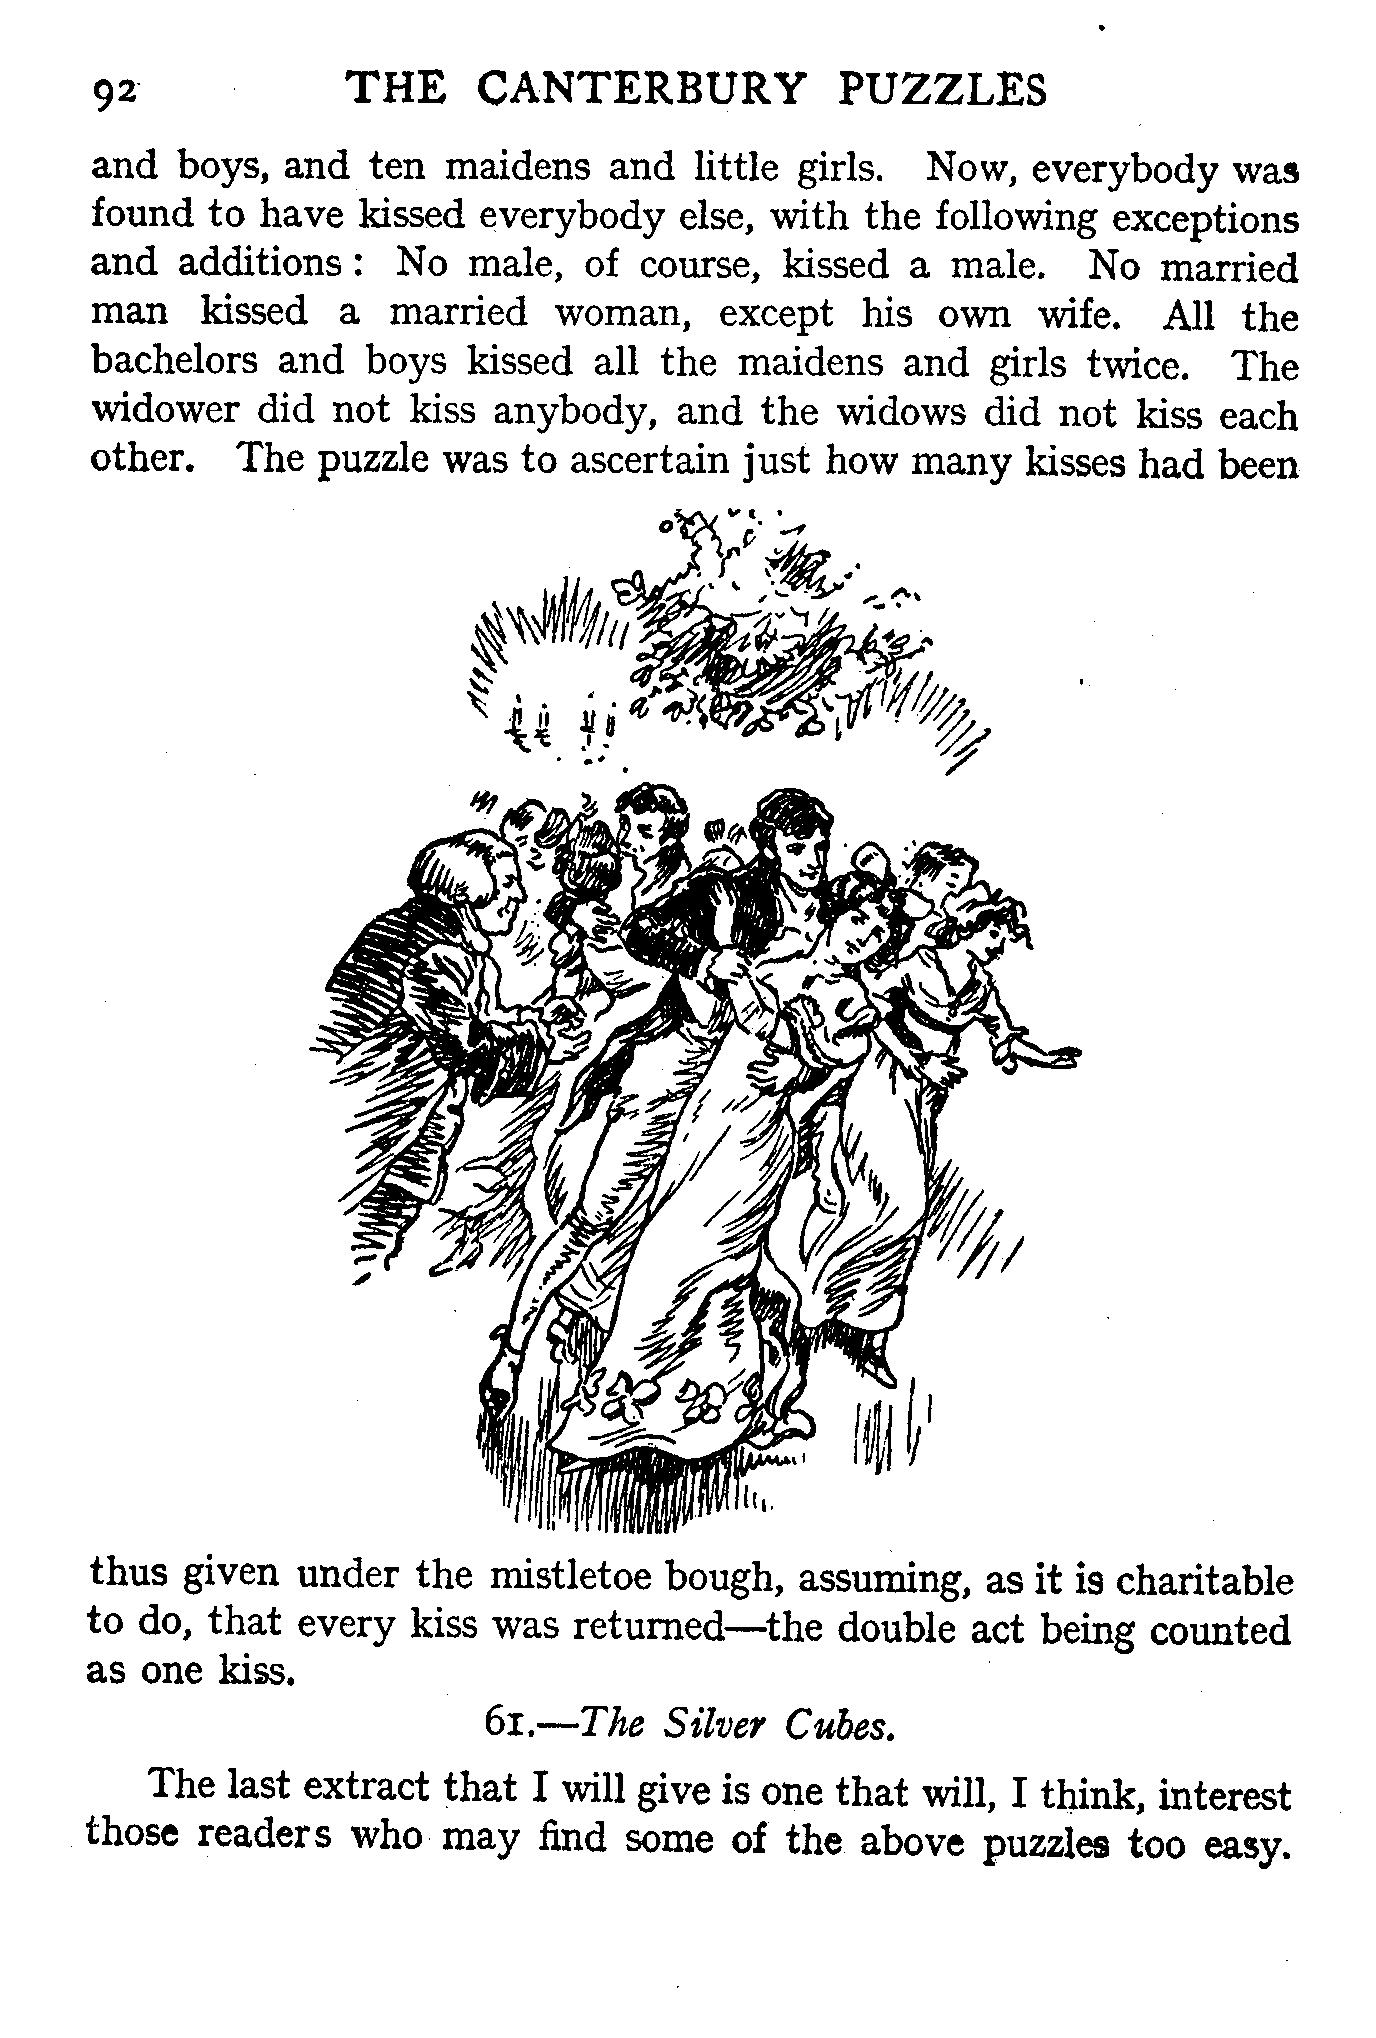 92 THE CANTERBURY PUZZLES
and boys, and ten maidens and little girls. Now, everybody was
found to have kissed everybody else, with the following exceptions
and additions : No male, of course, kissed a male. No married
man kissed a married woman, except his own wife. All the
bachelors and boys kissed all the maidens and girls twice. The
widower did not kiss anybody, and the widows did not kiss each
other. The puzzle was to ascertain just how many kisses had been
thus given under the mistletoe bough, assuming, as it is charitable
to do, that every kiss was returned—the double act being counted
as one kiss.
61.—The Silver Cubes.
The last extract that I will give is one that will, I think, interest
those readers who may find some of the above puzzles too easy.